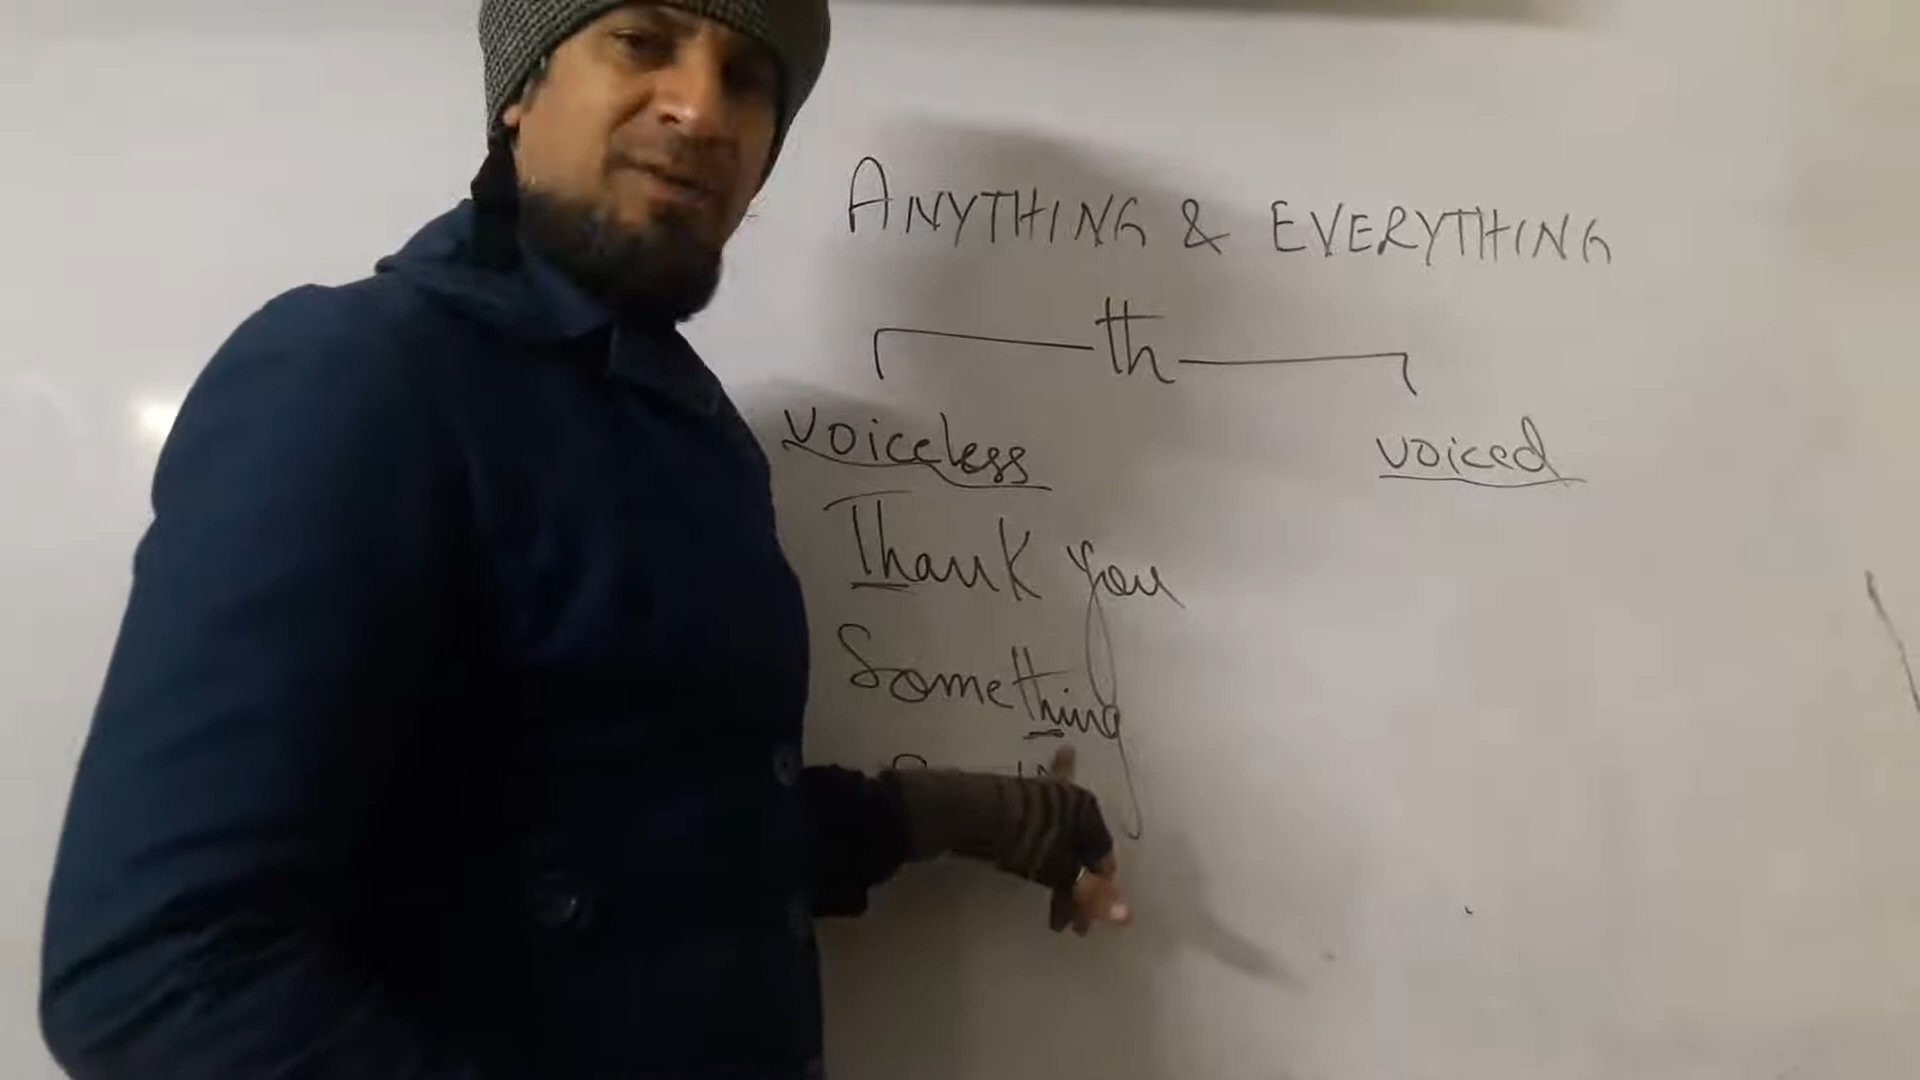 ANYTHING & EVERYTHING
th
voiceless voiced
Thank you
Something